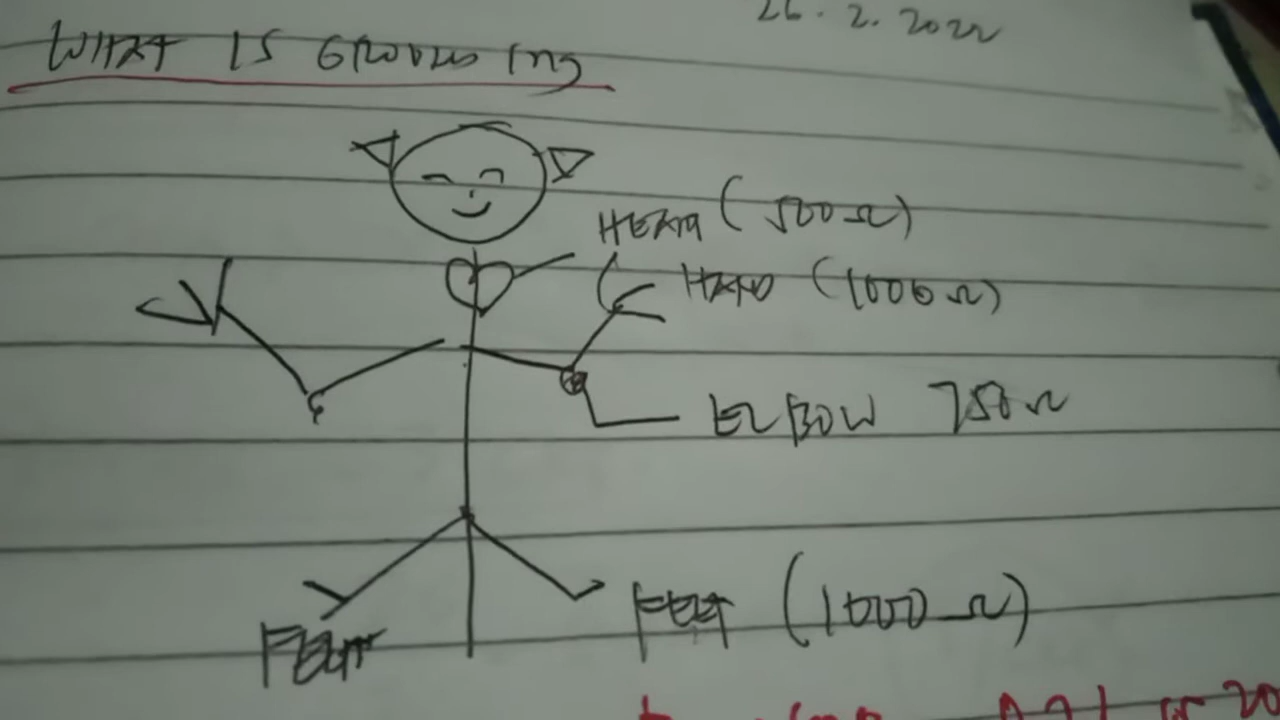 26.2.2022
WHAT IS GROUNDING
HEART (500Ω)
HAND (1000Ω)
ELBOW 750Ω
FEET (1000Ω)
FEET